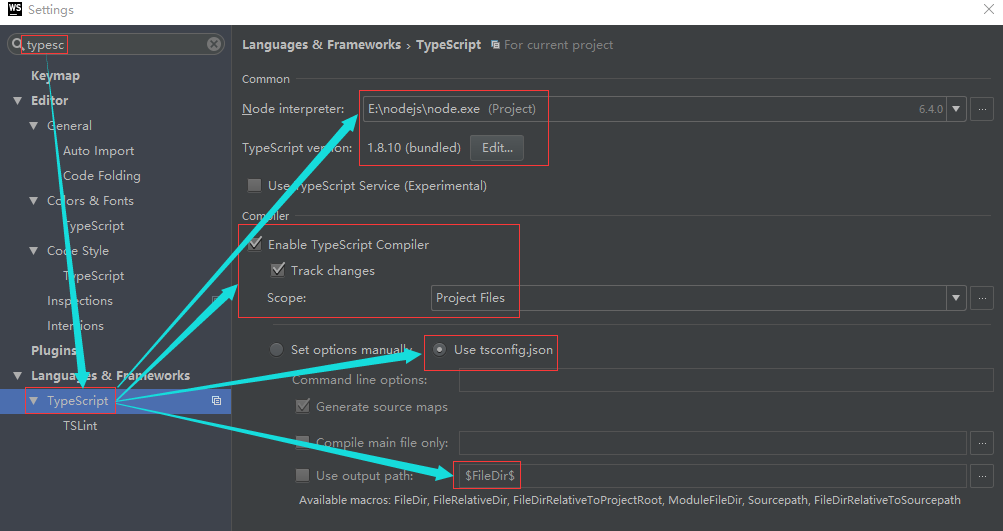 WS Settings
typesc
Keymap
Editor
General
Auto Import
Code Folding
Colors & Fonts
TypeScript
Code Style
TypeScript
Inspections
Intentions
Plugins
Languages & Frameworks
TypeScript
TSLint
Languages & Frameworks › TypeScript For current project
Common
Node interpreter: E:\nodejs\node.exe (Project) 6.4.0 ...
TypeScript version: 1.8.10 (bundled) Edit...
Use TypeScript Service (Experimental)
Compiler
Enable TypeScript Compiler
Track changes
Scope: Project Files ...
Set options manually Use tsconfig.json
Command line options:
Generate source maps
Compile main file only: ...
Use output path: $FileDir$ ...
Available macros: FileDir, FileRelativeDir, FileDirRelativeToProjectRoot, ModuleFileDir, Sourcepath, FileDirRelativeToSourcepath